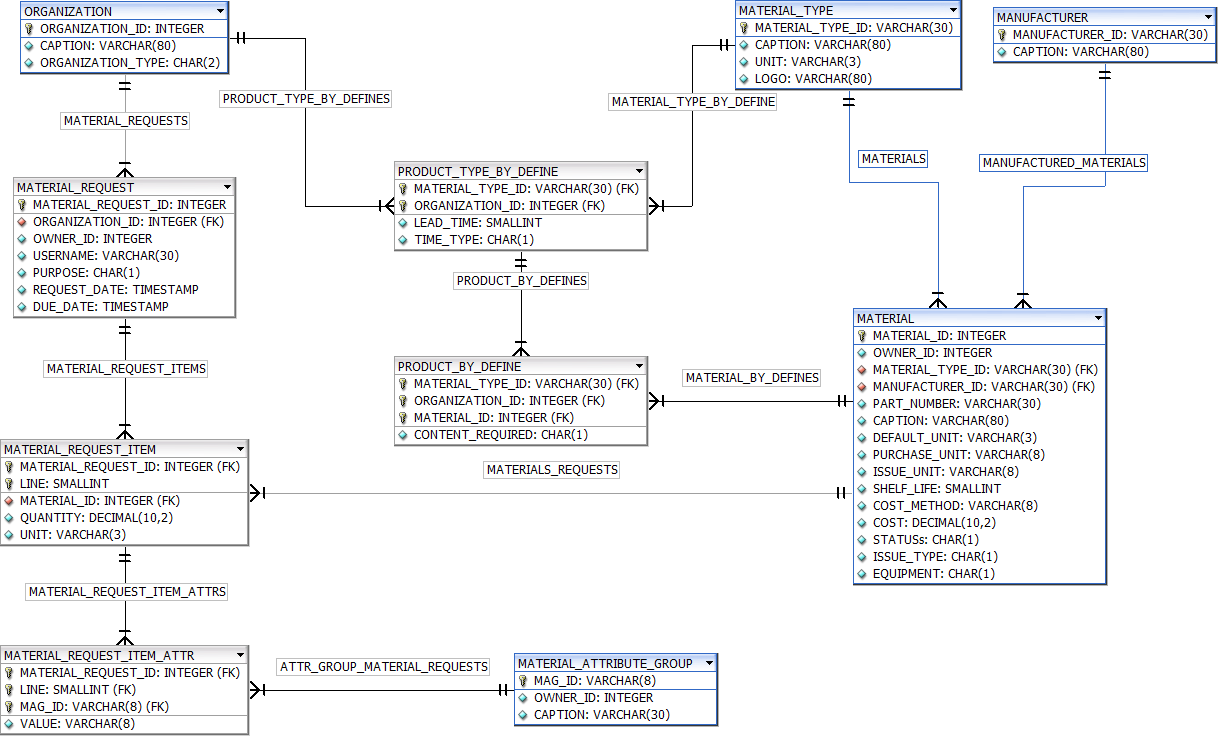 ORGANIZATION
ORGANIZATION_ID: INTEGER
CAPTION: VARCHAR(80)
ORGANIZATION_TYPE: CHAR(2)
MATERIAL_TYPE
MATERIAL_TYPE_ID: VARCHAR(30)
CAPTION: VARCHAR(80)
UNIT: VARCHAR(3)
LOGO: VARCHAR(80)
MANUFACTURER
MANUFACTURER_ID: VARCHAR(30)
CAPTION: VARCHAR(80)
PRODUCT_TYPE_BY_DEFINES
MATERIAL_TYPE_BY_DEFINE
MATERIAL_REQUESTS
MATERIALS
MANUFACTURED_MATERIALS
PRODUCT_TYPE_BY_DEFINE
MATERIAL_TYPE_ID: VARCHAR(30) (FK)
ORGANIZATION_ID: INTEGER (FK)
LEAD_TIME: SMALLINT
TIME_TYPE: CHAR(1)
MATERIAL_REQUEST
MATERIAL_REQUEST_ID: INTEGER
ORGANIZATION_ID: INTEGER (FK)
OWNER_ID: INTEGER
USERNAME: VARCHAR(30)
PURPOSE: CHAR(1)
REQUEST_DATE: TIMESTAMP
DUE_DATE: TIMESTAMP
PRODUCT_BY_DEFINES
MATERIAL
MATERIAL_ID: INTEGER
OWNER_ID: INTEGER
MATERIAL_TYPE_ID: VARCHAR(30) (FK)
MANUFACTURER_ID: VARCHAR(30) (FK)
PART_NUMBER: VARCHAR(30)
CAPTION: VARCHAR(80)
DEFAULT_UNIT: VARCHAR(3)
PURCHASE_UNIT: VARCHAR(8)
ISSUE_UNIT: VARCHAR(8)
SHELF_LIFE: SMALLINT
COST_METHOD: VARCHAR(8)
COST: DECIMAL(10,2)
STATUSs: CHAR(1)
ISSUE_TYPE: CHAR(1)
EQUIPMENT: CHAR(1)
MATERIAL_REQUEST_ITEMS
PRODUCT_BY_DEFINE
MATERIAL_TYPE_ID: VARCHAR(30) (FK)
ORGANIZATION_ID: INTEGER (FK)
MATERIAL_ID: INTEGER (FK)
CONTENT_REQUIRED: CHAR(1)
MATERIAL_BY_DEFINES
MATERIAL_REQUEST_ITEM
MATERIAL_REQUEST_ID: INTEGER (FK)
LINE: SMALLINT
MATERIAL_ID: INTEGER (FK)
QUANTITY: DECIMAL(10,2)
UNIT: VARCHAR(3)
MATERIALS_REQUESTS
MATERIAL_REQUEST_ITEM_ATTRS
MATERIAL_REQUEST_ITEM_ATTR
MATERIAL_REQUEST_ID: INTEGER (FK)
LINE: SMALLINT (FK)
MAG_ID: VARCHAR(8) (FK)
VALUE: VARCHAR(8)
ATTR_GROUP_MATERIAL_REQUESTS
MATERIAL_ATTRIBUTE_GROUP
MAG_ID: VARCHAR(8)
OWNER_ID: INTEGER
CAPTION: VARCHAR(30)